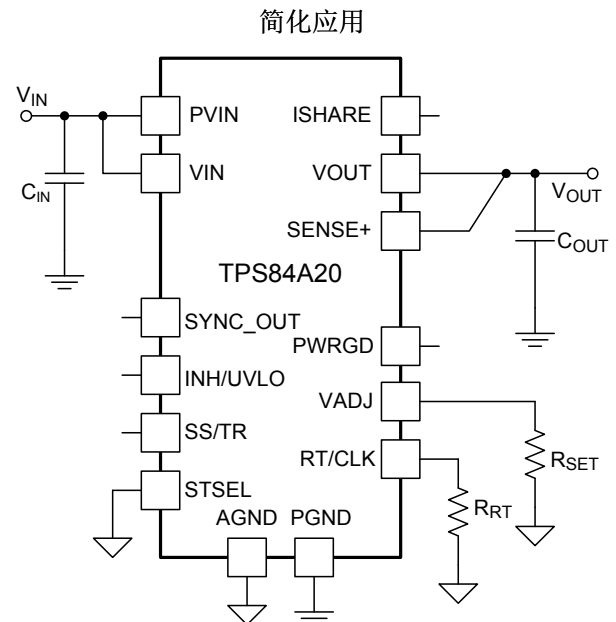 简化应用
VIN
PVIN
ISHARE
VIN
VOUT
VOUT
CIN
SENSE+
COUT
TPS84A20
SYNC_OUT
PWRGD
INH/UVLO
VADJ
SS/TR
RT/CLK
RSET
STSEL
RRT
AGND
PGND